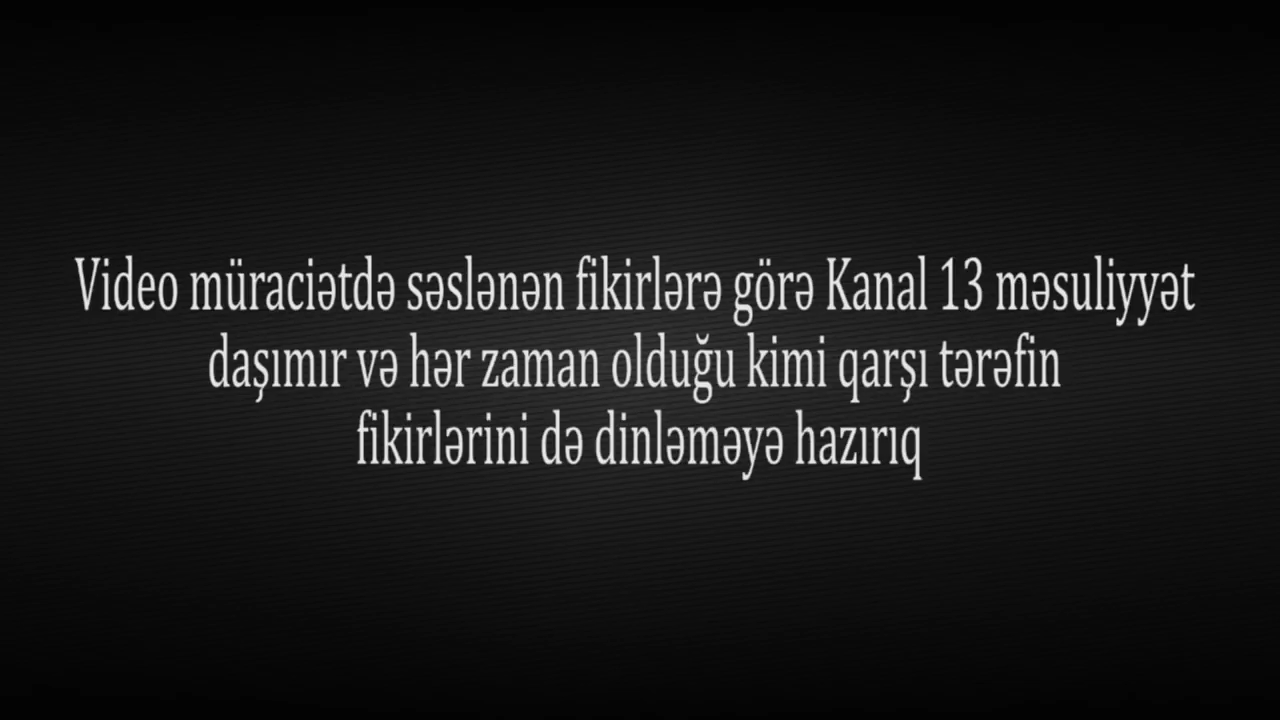 Video müraciətdə səslənən fikirlərə görə Kanal 13 məsuliyyət
daşımır və hər zaman olduğu kimi qarşı tərəfin
fikirlərini də dinləməyə hazırıq